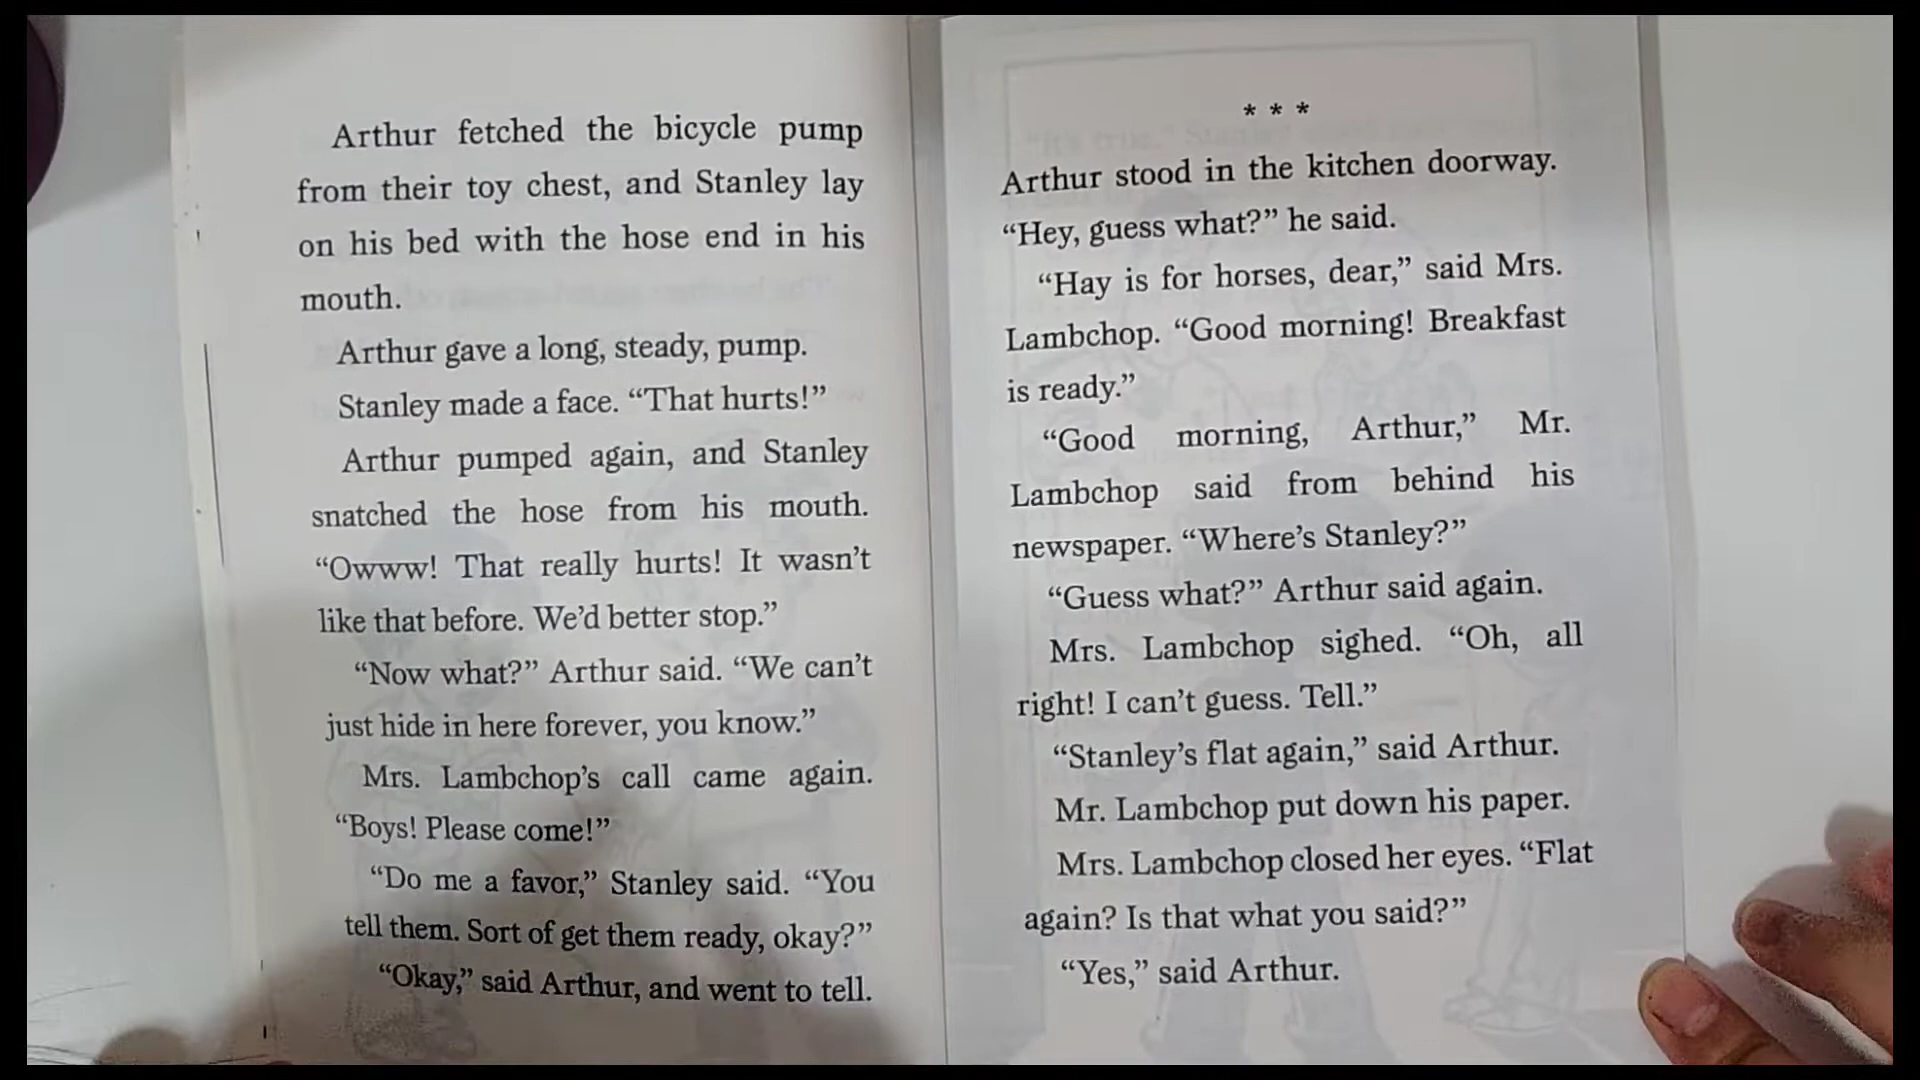 Arthur fetched the bicycle pump
from their toy chest, and Stanley lay
on his bed with the hose end in his
mouth.
Arthur gave a long, steady, pump.
Stanley made a face. “That hurts!”
Arthur pumped again, and Stanley
snatched the hose from his mouth.
“Owww! That really hurts! It wasn’t
like that before. We’d better stop.”
“Now what?” Arthur said. “We can’t
just hide in here forever, you know.”
Mrs. Lambchop’s call came again.
“Boys! Please come!”
“Do me a favor,” Stanley said. “You
tell them. Sort of get them ready, okay?”
“Okay,” said Arthur, and went to tell.
* * *
Arthur stood in the kitchen doorway.
“Hey, guess what?” he said.
“Hay is for horses, dear,” said Mrs.
Lambchop. “Good morning! Breakfast
is ready.”
“Good morning, Arthur,” Mr.
Lambchop said from behind his
newspaper. “Where’s Stanley?”
“Guess what?” Arthur said again.
Mrs. Lambchop sighed. “Oh, all
right! I can’t guess. Tell.”
“Stanley’s flat again,” said Arthur.
Mr. Lambchop put down his paper.
Mrs. Lambchop closed her eyes. “Flat
again? Is that what you said?”
“Yes,” said Arthur.